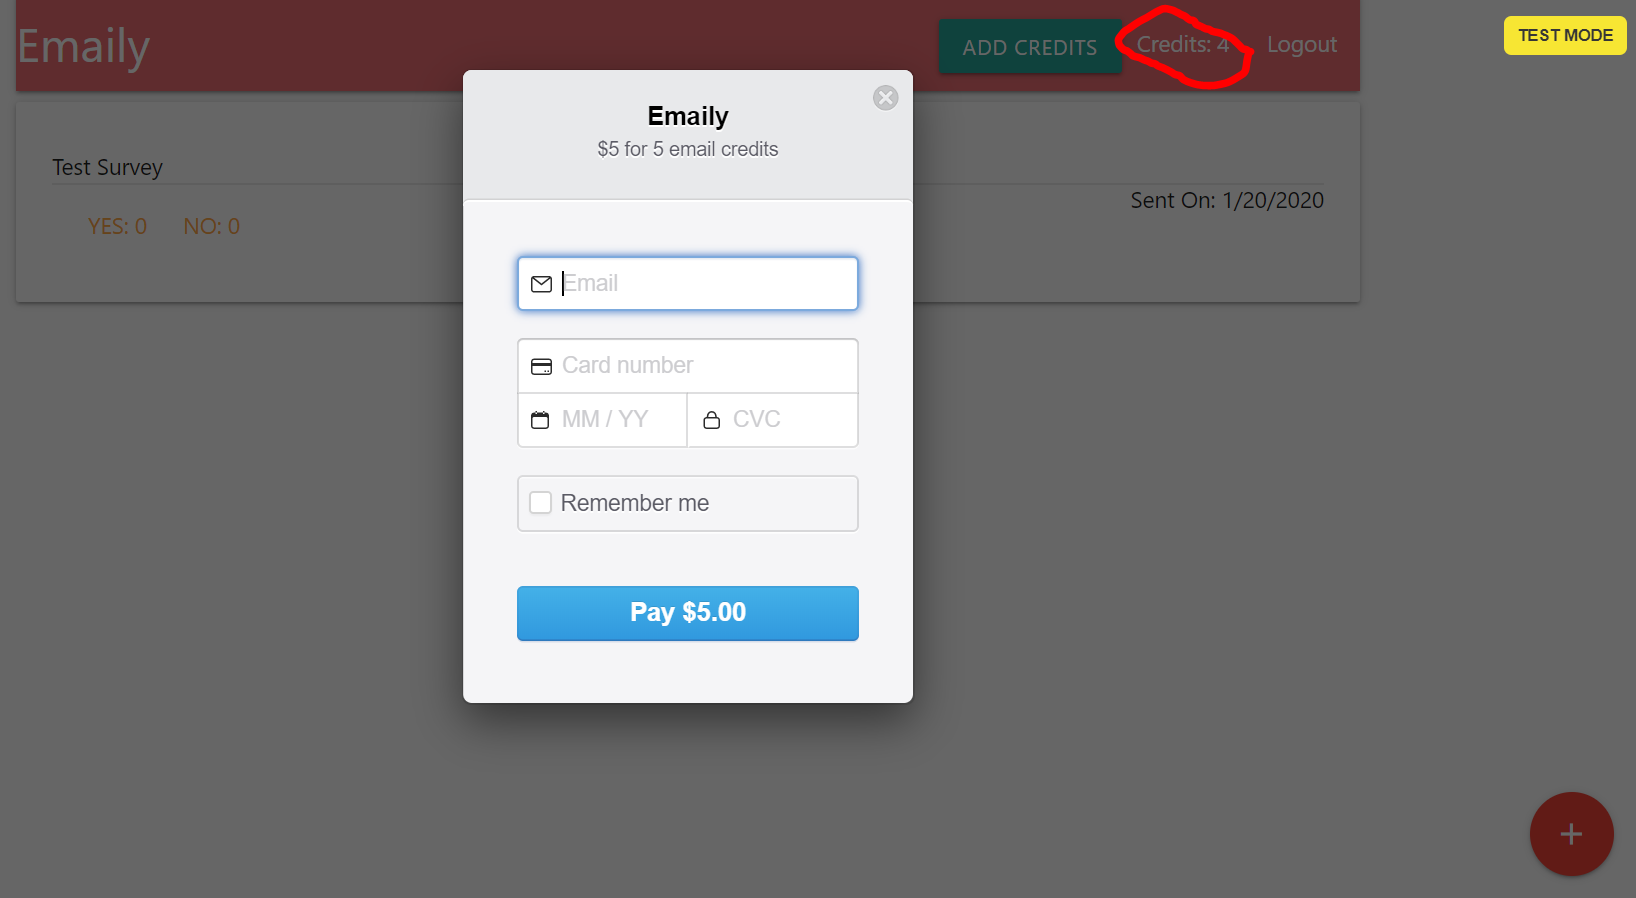 Emaily
ADD CREDITS
Credits: 4
Logout
TEST MODE
Emaily
$5 for 5 email credits
Test Survey
Sent On: 1/20/2020
YES: 0 NO: 0
Email
Card number
MM / YY
CVC
Remember me
Pay $5.00
+